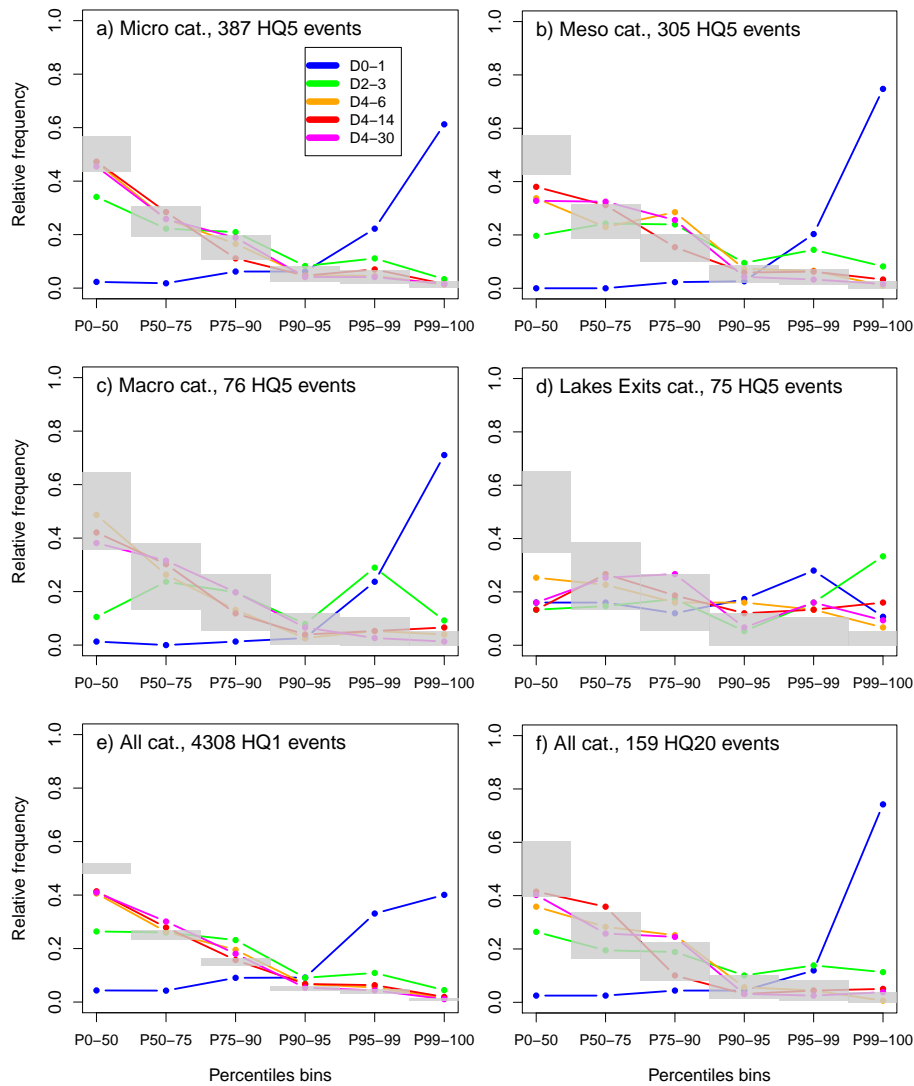 a) Micro cat., 387 HQ5 events
D0−1
D2−3
D4−6
D4−14
D4−30
Relative frequency
0.0 0.2 0.4 0.6 0.8 1.0
P0−50 P50−75 P75−90 P90−95 P95−99 P99−100
b) Meso cat., 305 HQ5 events
0.0 0.2 0.4 0.6 0.8 1.0
P0−50 P50−75 P75−90 P90−95 P95−99 P99−100
c) Macro cat., 76 HQ5 events
Relative frequency
0.0 0.2 0.4 0.6 0.8 1.0
P0−50 P50−75 P75−90 P90−95 P95−99 P99−100
d) Lakes Exits cat., 75 HQ5 events
0.0 0.2 0.4 0.6 0.8 1.0
P0−50 P50−75 P75−90 P90−95 P95−99 P99−100
e) All cat., 4308 HQ1 events
Relative frequency
0.0 0.2 0.4 0.6 0.8 1.0
P0−50 P50−75 P75−90 P90−95 P95−99 P99−100
Percentiles bins
f) All cat., 159 HQ20 events
0.0 0.2 0.4 0.6 0.8 1.0
P0−50 P50−75 P75−90 P90−95 P95−99 P99−100
Percentiles bins